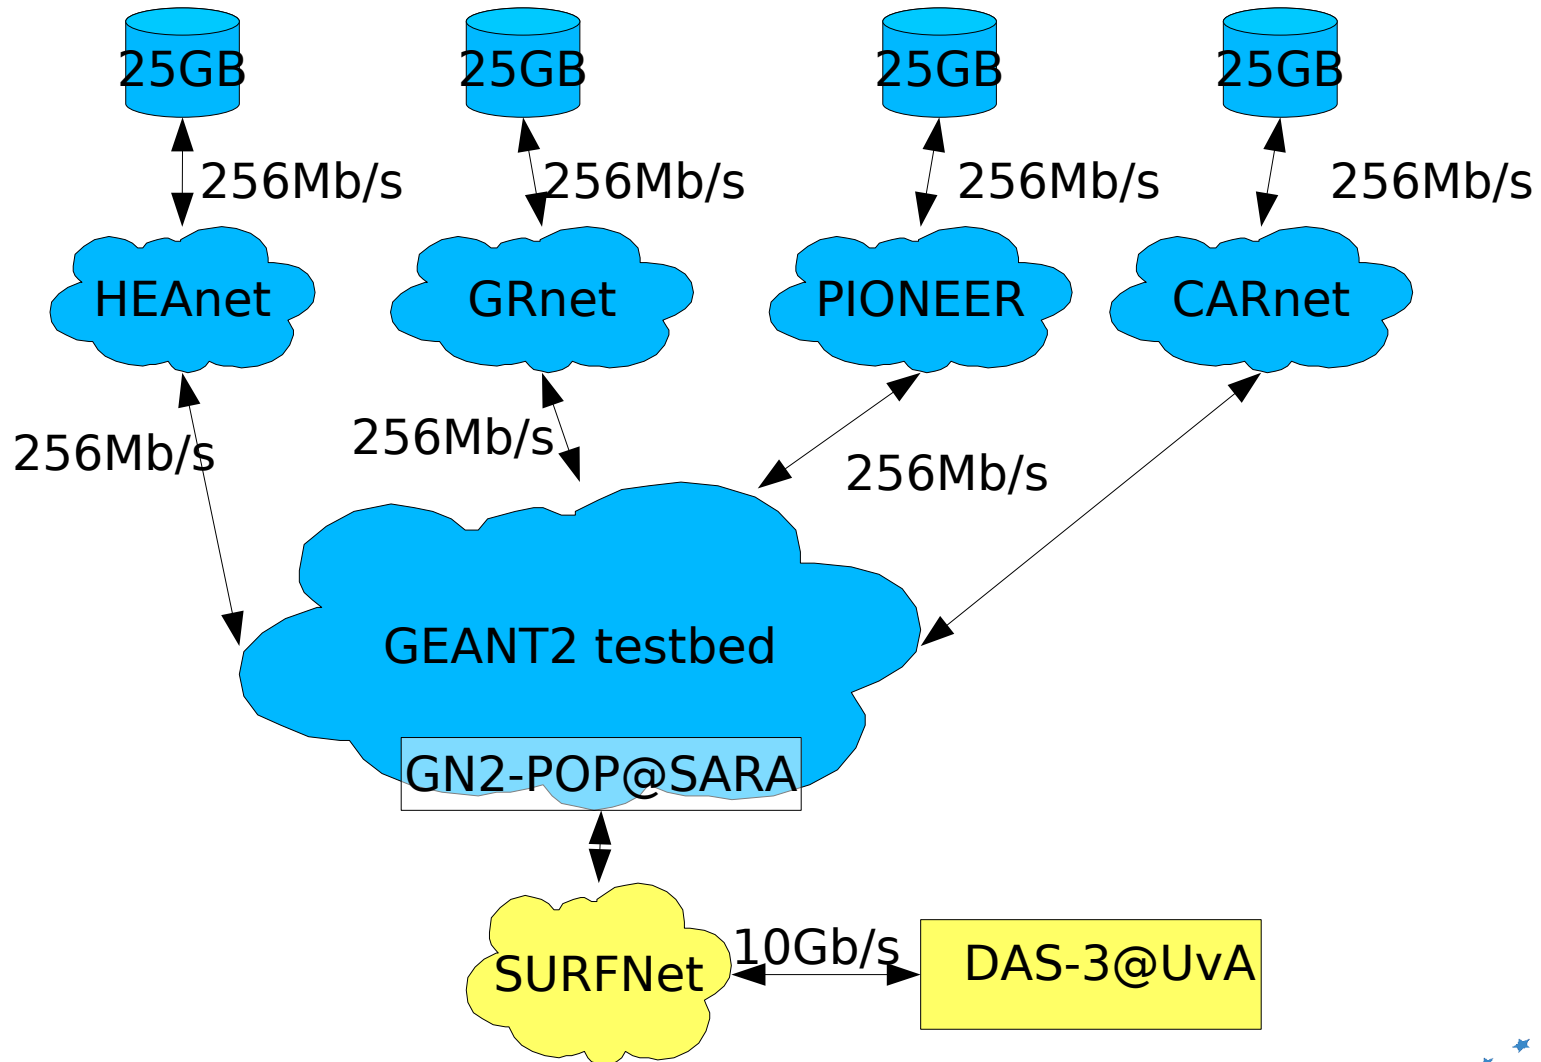 25GB
25GB
25GB
25GB
256Mb/s
256Mb/s
256Mb/s
256Mb/s
HEAnet
GRnet
PIONEER
CARnet
256Mb/s
256Mb/s
256Mb/s
GEANT2 testbed
GN2-POP@SARA
SURFNet
10Gb/s
DAS-3@UvA